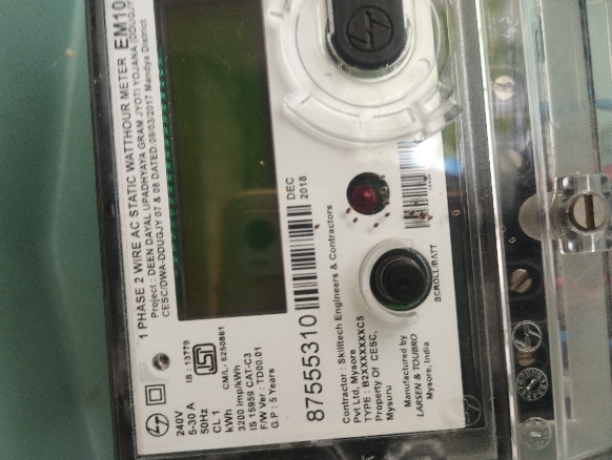 1 PHASE 2 WIRE AC STATIC WATTHOUR METER EM10
Project : DEEN DAYAL UPADHYAYA GRAM JYOTI YOJANA (DDUGJY
CESC/DWA-DDUGJY 07 & 08 DATED:09/03/2017 Mandya District
IS : 13779
CM/L- 6250861
240V
5-30 A
50Hz
CL 1
kWh
3200 imp/kWh
IS 15959 CAT-C3
F/W Ver : TD00.01
G.P : 5 Years
87555310
DEC
2018
Contractor : Skilltech Engineers & Contractors
Pvt Ltd, Mysore
TYPE : B2XXXXXXXC5
Property Of CESC,
Mysuru
Manufactured by
LARSEN & TOUBRO
Mysore, India
SCROLL/BATT